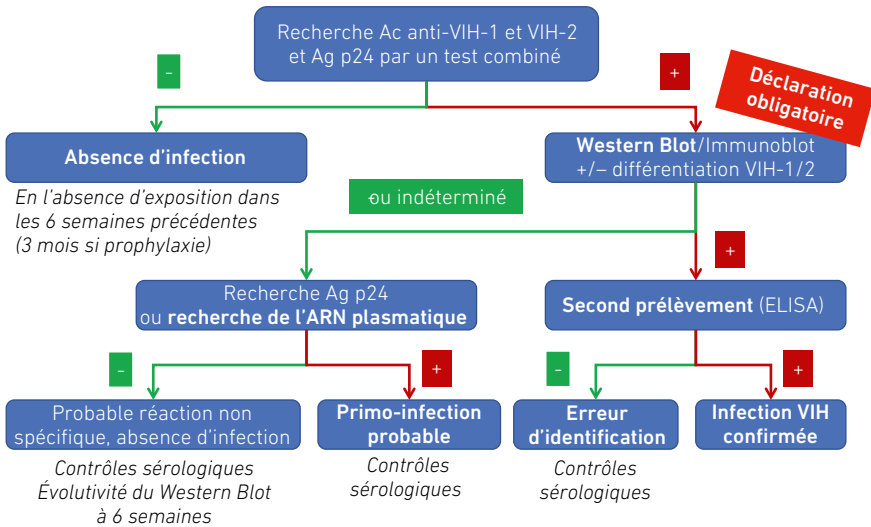 Recherche Ac anti-VIH-1 et VIH-2
et Ag p24 par un test combiné
-
+
Déclaration
obligatoire
Absence d'infection
Western Blot/Immunoblot
+/– différentiation VIH-1/2
En l'absence d'exposition dans
les 6 semaines précédentes
(3 mois si prophylaxie)
- ou indéterminé
+
Recherche Ag p24
ou recherche de l'ARN plasmatique
Second prélèvement (ELISA)
-
+
-
+
Probable réaction non
spécifique, absence d'infection
Primo-infection
probable
Erreur
d'identification
Infection VIH
confirmée
Contrôles sérologiques
Évolutivité du Western Blot
à 6 semaines
Contrôles
sérologiques
Contrôles
sérologiques